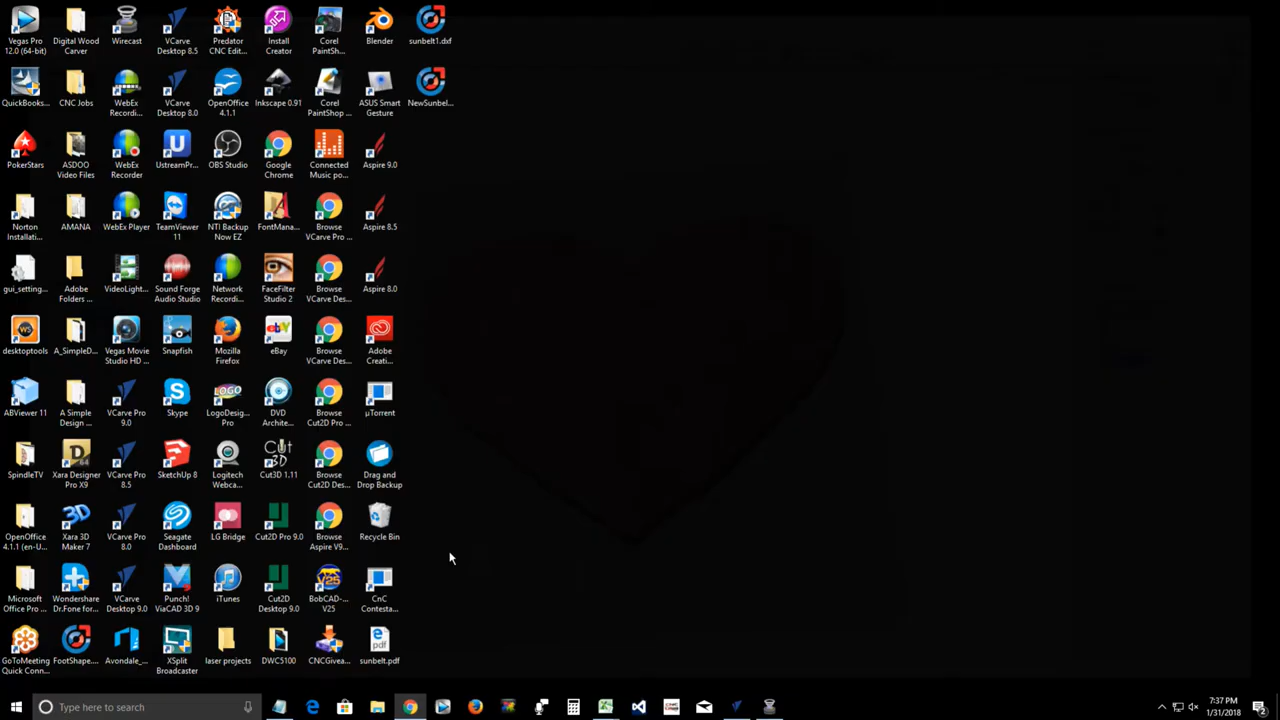 Vegas Pro
12.0 (64-bit)
Digital Wood
Carver
Wirecast
VCarve
Desktop 8.5
Predator
CNC Edit...
Install
Creator
Corel
PaintSh...
Blender
sunbelt1.dxf
QuickBooks...
CNC Jobs
WebEx
Recordi...
VCarve
Desktop 8.0
OpenOffice
4.1.1
Inkscape 0.91
Corel
PaintShop ...
ASUS Smart
Gesture
NewSunbel...
PokerStars
ASDOO
Video Files
WebEx
Recorder
UstreamPr...
OBS Studio
Google
Chrome
Connected
Music po...
Aspire 9.0
Norton
Installati...
AMANA
WebEx Player
TeamViewer
11
NTI Backup
Now EZ
FontMana...
Browse
VCarve Pro ...
Aspire 8.5
gui_setting...
Adobe
Folders ...
VideoLight...
Sound Forge
Audio Studio
Network
Recordi...
FaceFilter
Studio 2
Browse
VCarve Des...
Aspire 8.0
desktoptools
A_SimpleD...
Vegas Movie
Studio HD ...
Snapfish
Mozilla
Firefox
eBay
Browse
VCarve Des...
Adobe
Creati...
ABViewer 11
A Simple
Design ...
VCarve Pro
9.0
Skype
LogoDesig...
Pro
DVD
Archite...
Browse
Cut2D Pro ...
µTorrent
SpindleTV
Xara Designer
Pro X9
VCarve Pro
8.5
SketchUp 8
Logitech
Webca...
Cut3D 1.11
Browse
Cut2D Des...
Drag and
Drop Backup
OpenOffice
4.1.1 (en-U...
Xara 3D
Maker 7
VCarve Pro
8.0
Seagate
Dashboard
LG Bridge
Cut2D Pro 9.0
Browse
Aspire V9...
Recycle Bin
Microsoft
Office Pro ...
Wondershare
Dr.Fone for...
VCarve
Desktop 9.0
Punch!
ViaCAD 3D 9
iTunes
Cut2D
Desktop 9.0
BobCAD-...
V25
CnC
Contesta...
GoToMeeting
Quick Conn...
FootShape....
Avondale_...
XSplit
Broadcaster
laser projects
DWC5100
CNCGivea...
sunbelt.pdf
Type here to search
7:37 PM
1/31/2018